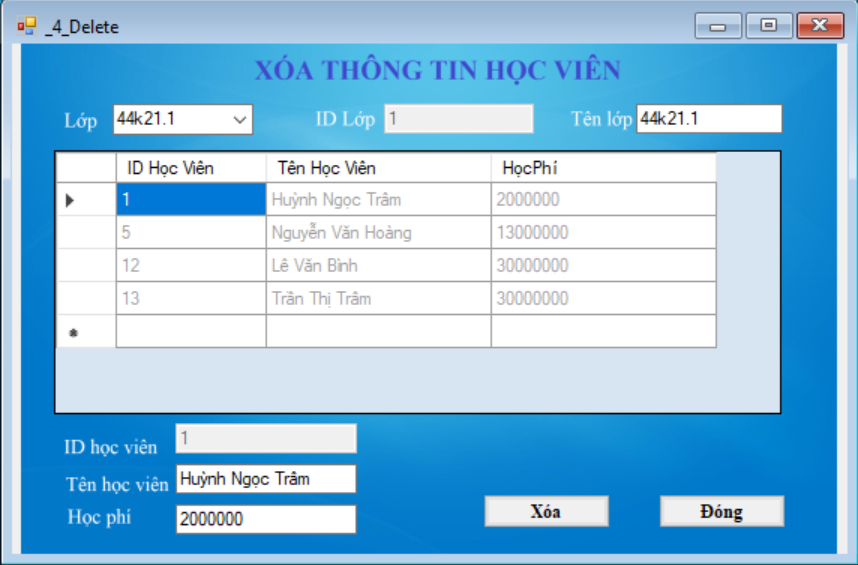 _4_Delete
XÓA THÔNG TIN HỌC VIÊN
Lớp 44k21.1 ID Lớp 1 Tên lớp 44k21.1
ID Học Viên Tên Học Viên HọcPhí
1 Huỳnh Ngọc Trâm 2000000
5 Nguyễn Văn Hoàng 13000000
12 Lê Văn Bình 30000000
13 Trần Thị Trâm 30000000
ID học viên 1
Tên học viên Huỳnh Ngọc Trâm
Học phí 2000000
Xóa Đóng